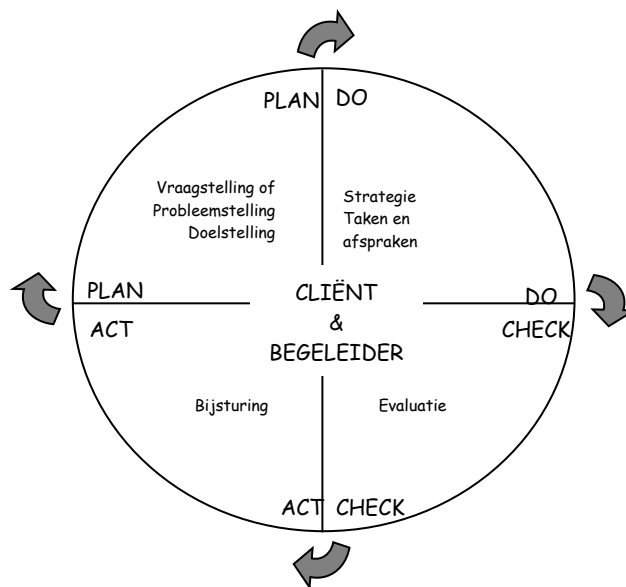 PLAN DO
Vraagstelling of
Probleemstelling
Doelstelling
Strategie
Taken en
afspraken
PLAN
ACT
CLIËNT
&
BEGELEIDER
DO
CHECK
Bijsturing
Evaluatie
ACT CHECK